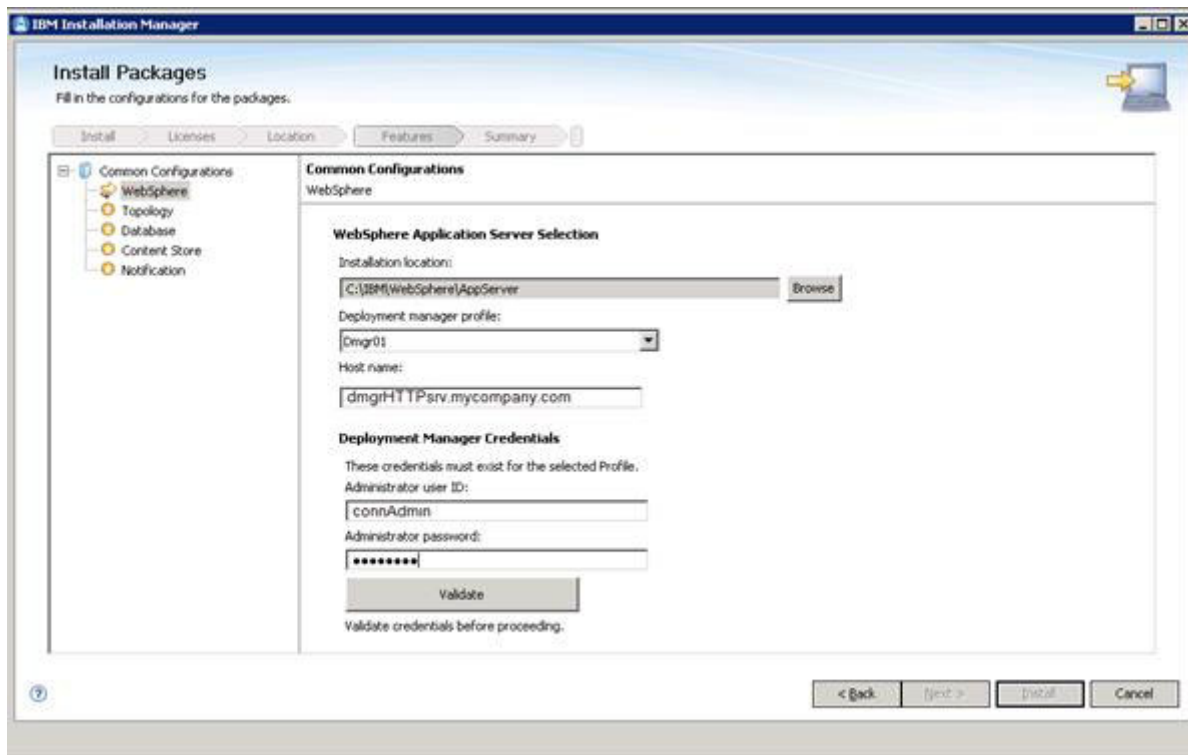 IBM Installation Manager
Install Packages
Fill in the configurations for the packages.
Install Licenses Location Features Summary
Common Configurations
WebSphere
Topology
Database
Content Store
Notification
Common Configurations
WebSphere
WebSphere Application Server Selection
Installation location:
C:\IBM\WebSphere\AppServer
Browse
Deployment manager profile:
Dmgr01
Host name:
dmgrHTTPsrv.mycompany.com
Deployment Manager Credentials
These credentials must exist for the selected Profile.
Administrator user ID:
connAdmin
Administrator password:
••••••••
Validate
Validate credentials before proceeding.
?
< Back Next > Install Cancel